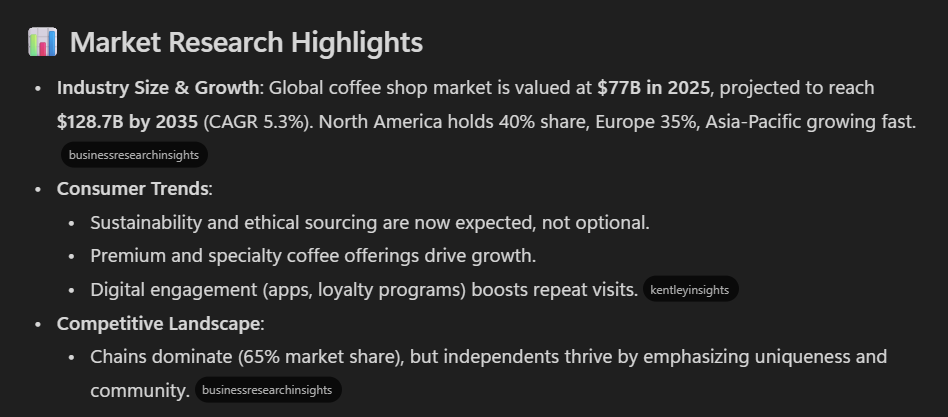 Market Research Highlights
• Industry Size & Growth: Global coffee shop market is valued at $77B in 2025, projected to reach
$128.7B by 2035 (CAGR 5.3%). North America holds 40% share, Europe 35%, Asia-Pacific growing fast.
businessresearchinsights
• Consumer Trends:
• Sustainability and ethical sourcing are now expected, not optional.
• Premium and specialty coffee offerings drive growth.
• Digital engagement (apps, loyalty programs) boosts repeat visits. kentleyinsights
• Competitive Landscape:
• Chains dominate (65% market share), but independents thrive by emphasizing uniqueness and
community. businessresearchinsights